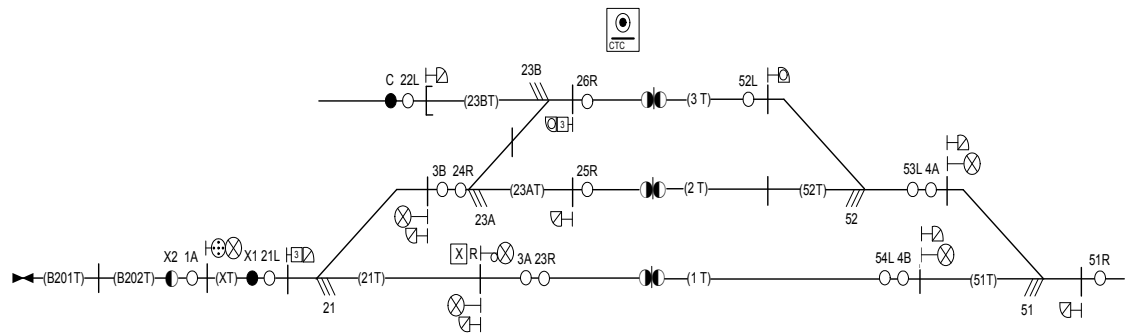 CTC
23B
C 22L
26R
52L
(23BT)
(3 T)
3
3B 24R
25R
53L 4A
(23AT)
(2 T)
(52T)
23A
52
X2 1A
X1 21L
3
X R
3A 23R
54L 4B
51R
(B201T)
(B202T)
(XT)
(21T)
(1 T)
(51T)
21
51